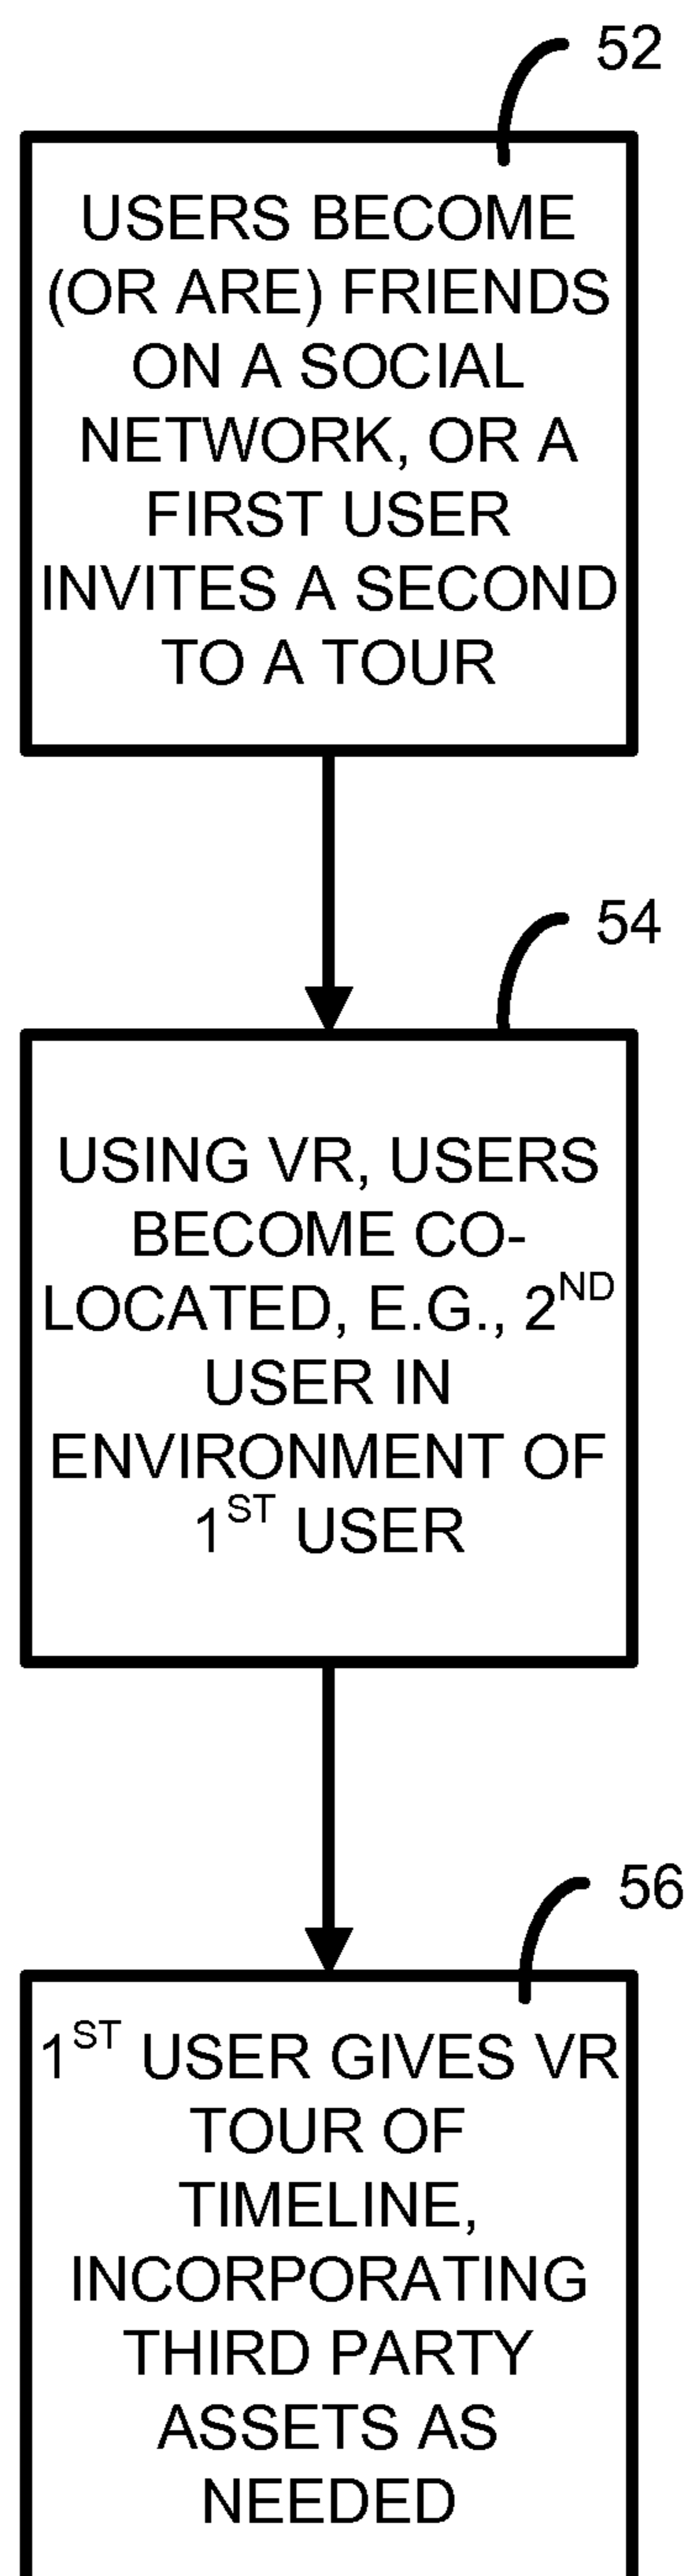 52
USERS BECOME
(OR ARE) FRIENDS
ON A SOCIAL
NETWORK, OR A
FIRST USER
INVITES A SECOND
TO A TOUR
54
USING VR, USERS
BECOME CO-
LOCATED, E.G., 2ND
USER IN
ENVIRONMENT OF
1ST USER
56
1ST USER GIVES VR
TOUR OF
TIMELINE,
INCORPORATING
THIRD PARTY
ASSETS AS
NEEDED